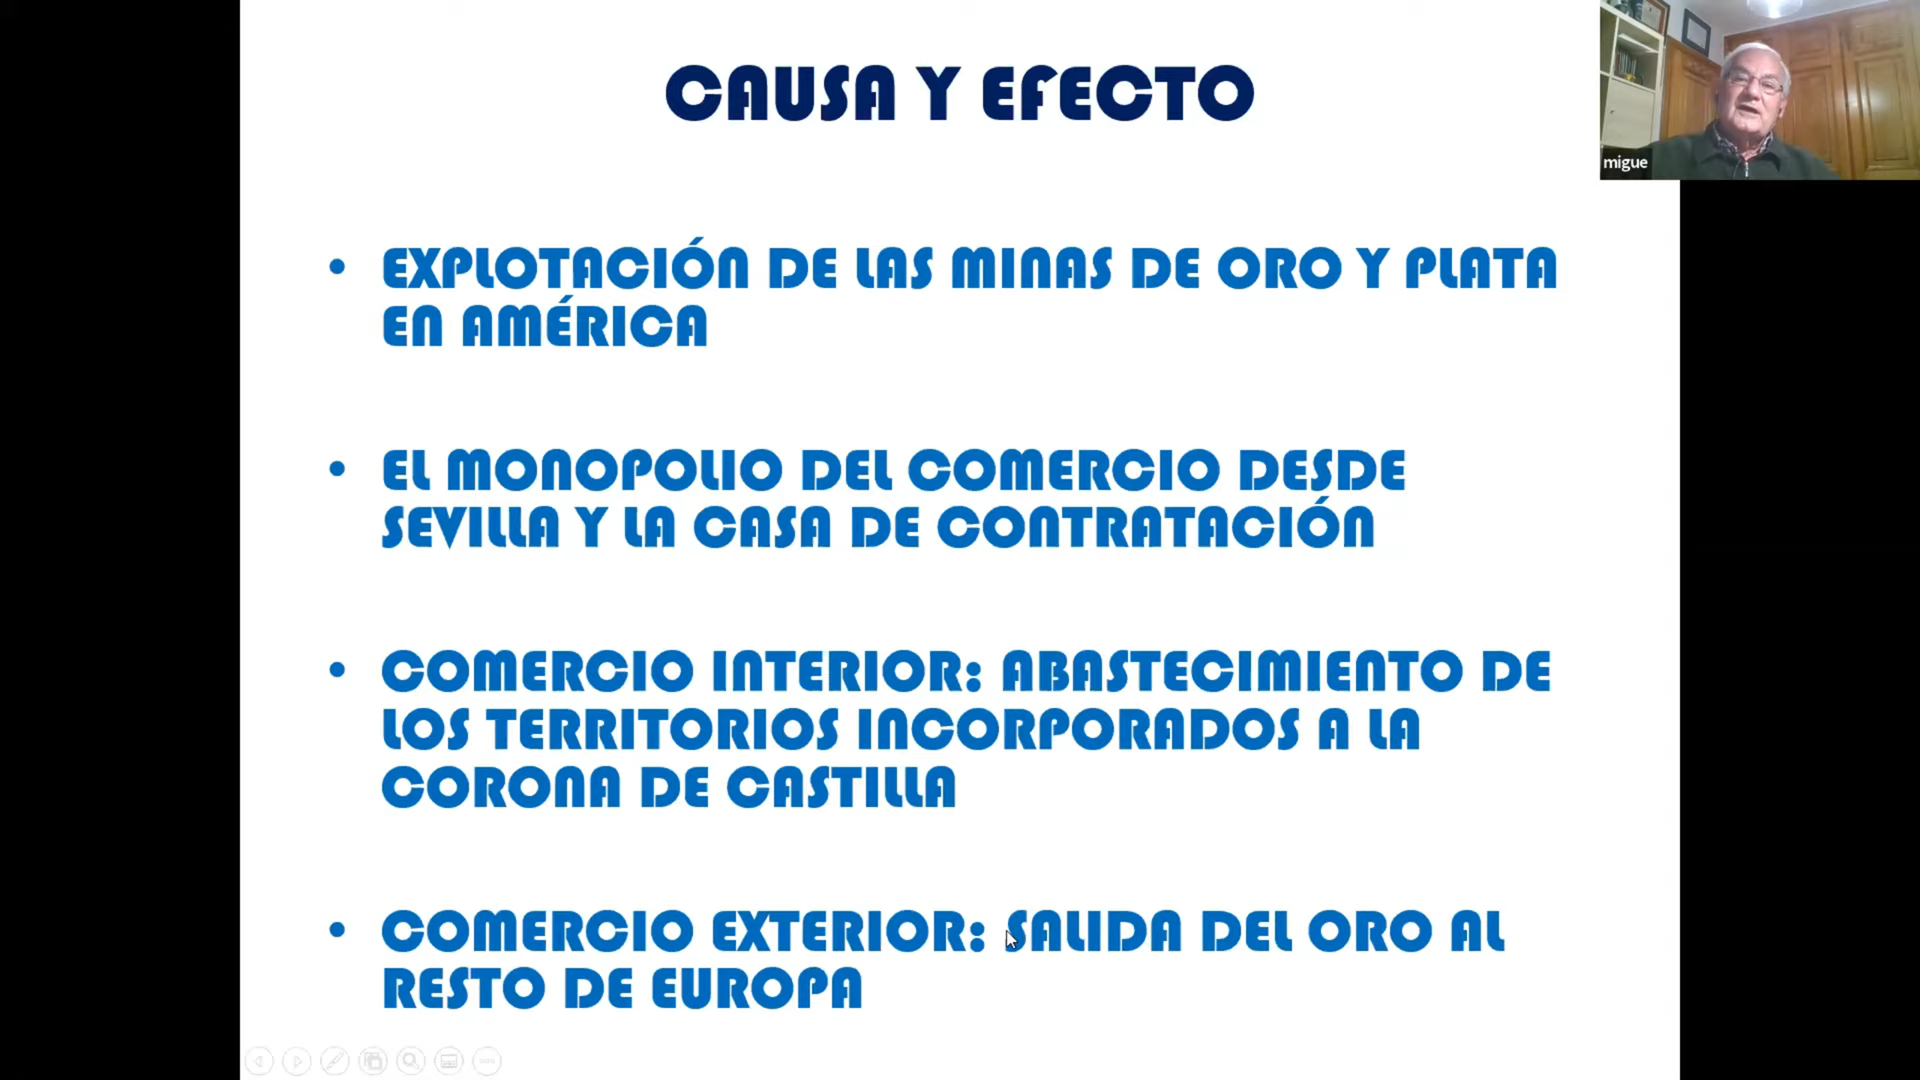 CAUSA Y EFECTO
migue
• EXPLOTACIÓN DE LAS MINAS DE ORO Y PLATA
EN AMÉRICA
• EL MONOPOLIO DEL COMERCIO DESDE
SEVILLA Y LA CASA DE CONTRATACIÓN
• COMERCIO INTERIOR: ABASTECIMIENTO DE
LOS TERRITORIOS INCORPORADOS A LA
CORONA DE CASTILLA
• COMERCIO EXTERIOR: SALIDA DEL ORO AL
RESTO DE EUROPA